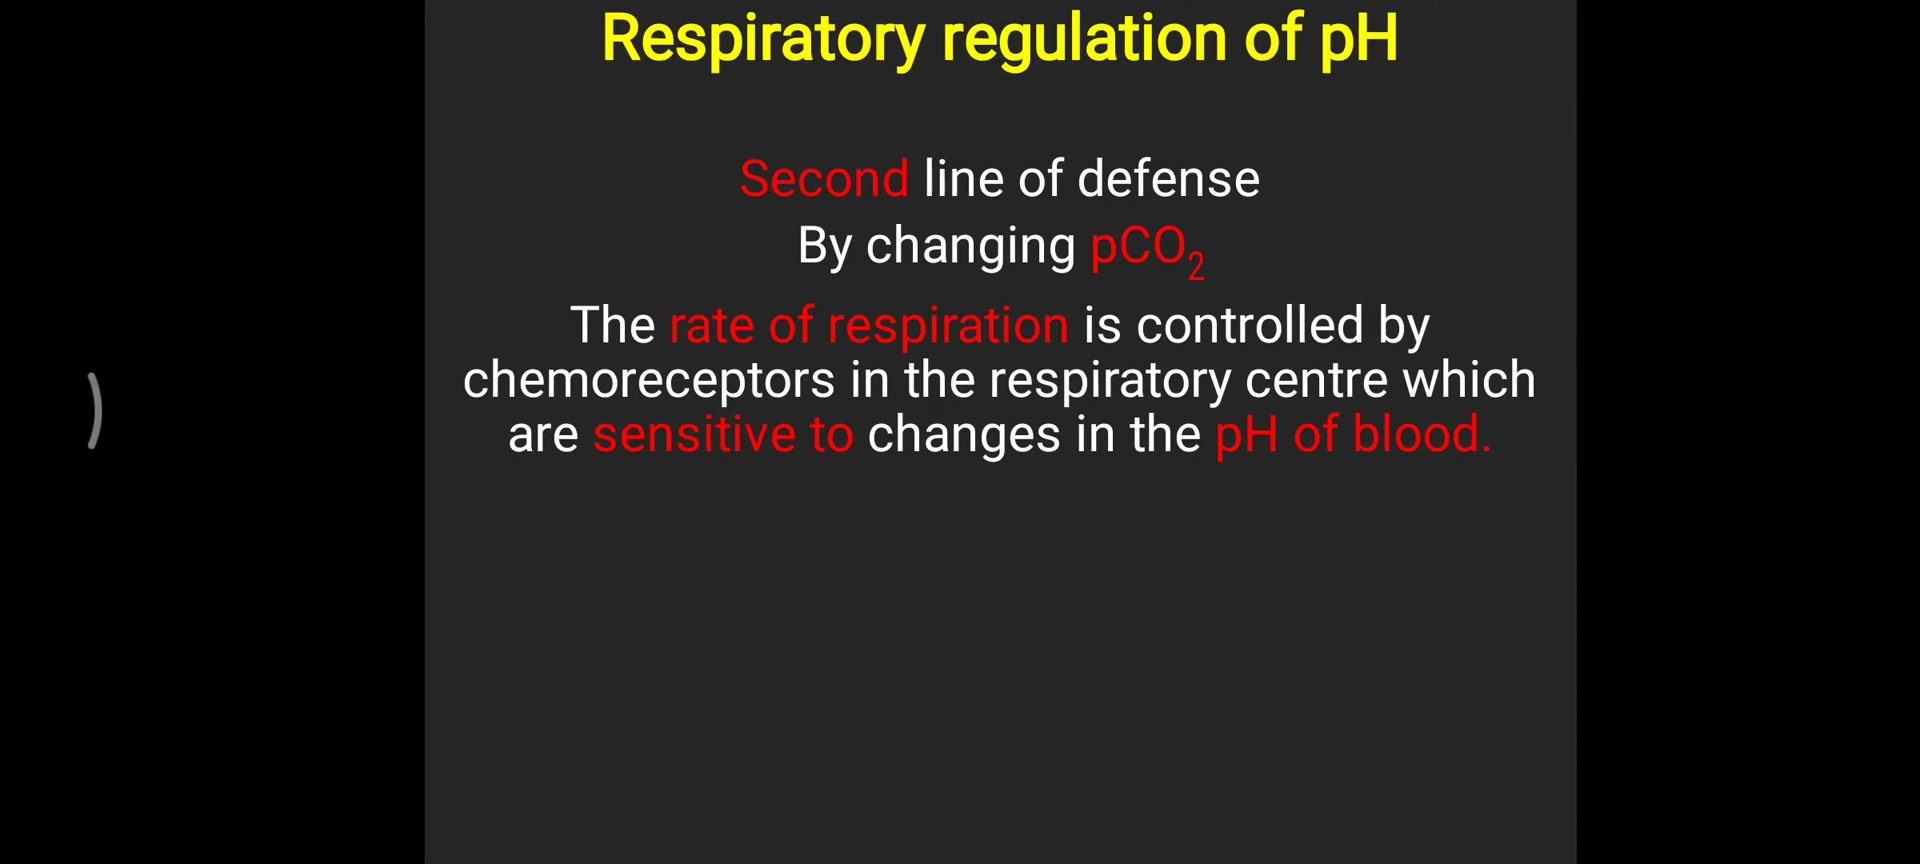 Respiratory regulation of pH
Second line of defense
By changing pCO₂
The rate of respiration is controlled by
chemoreceptors in the respiratory centre which
are sensitive to changes in the pH of blood.